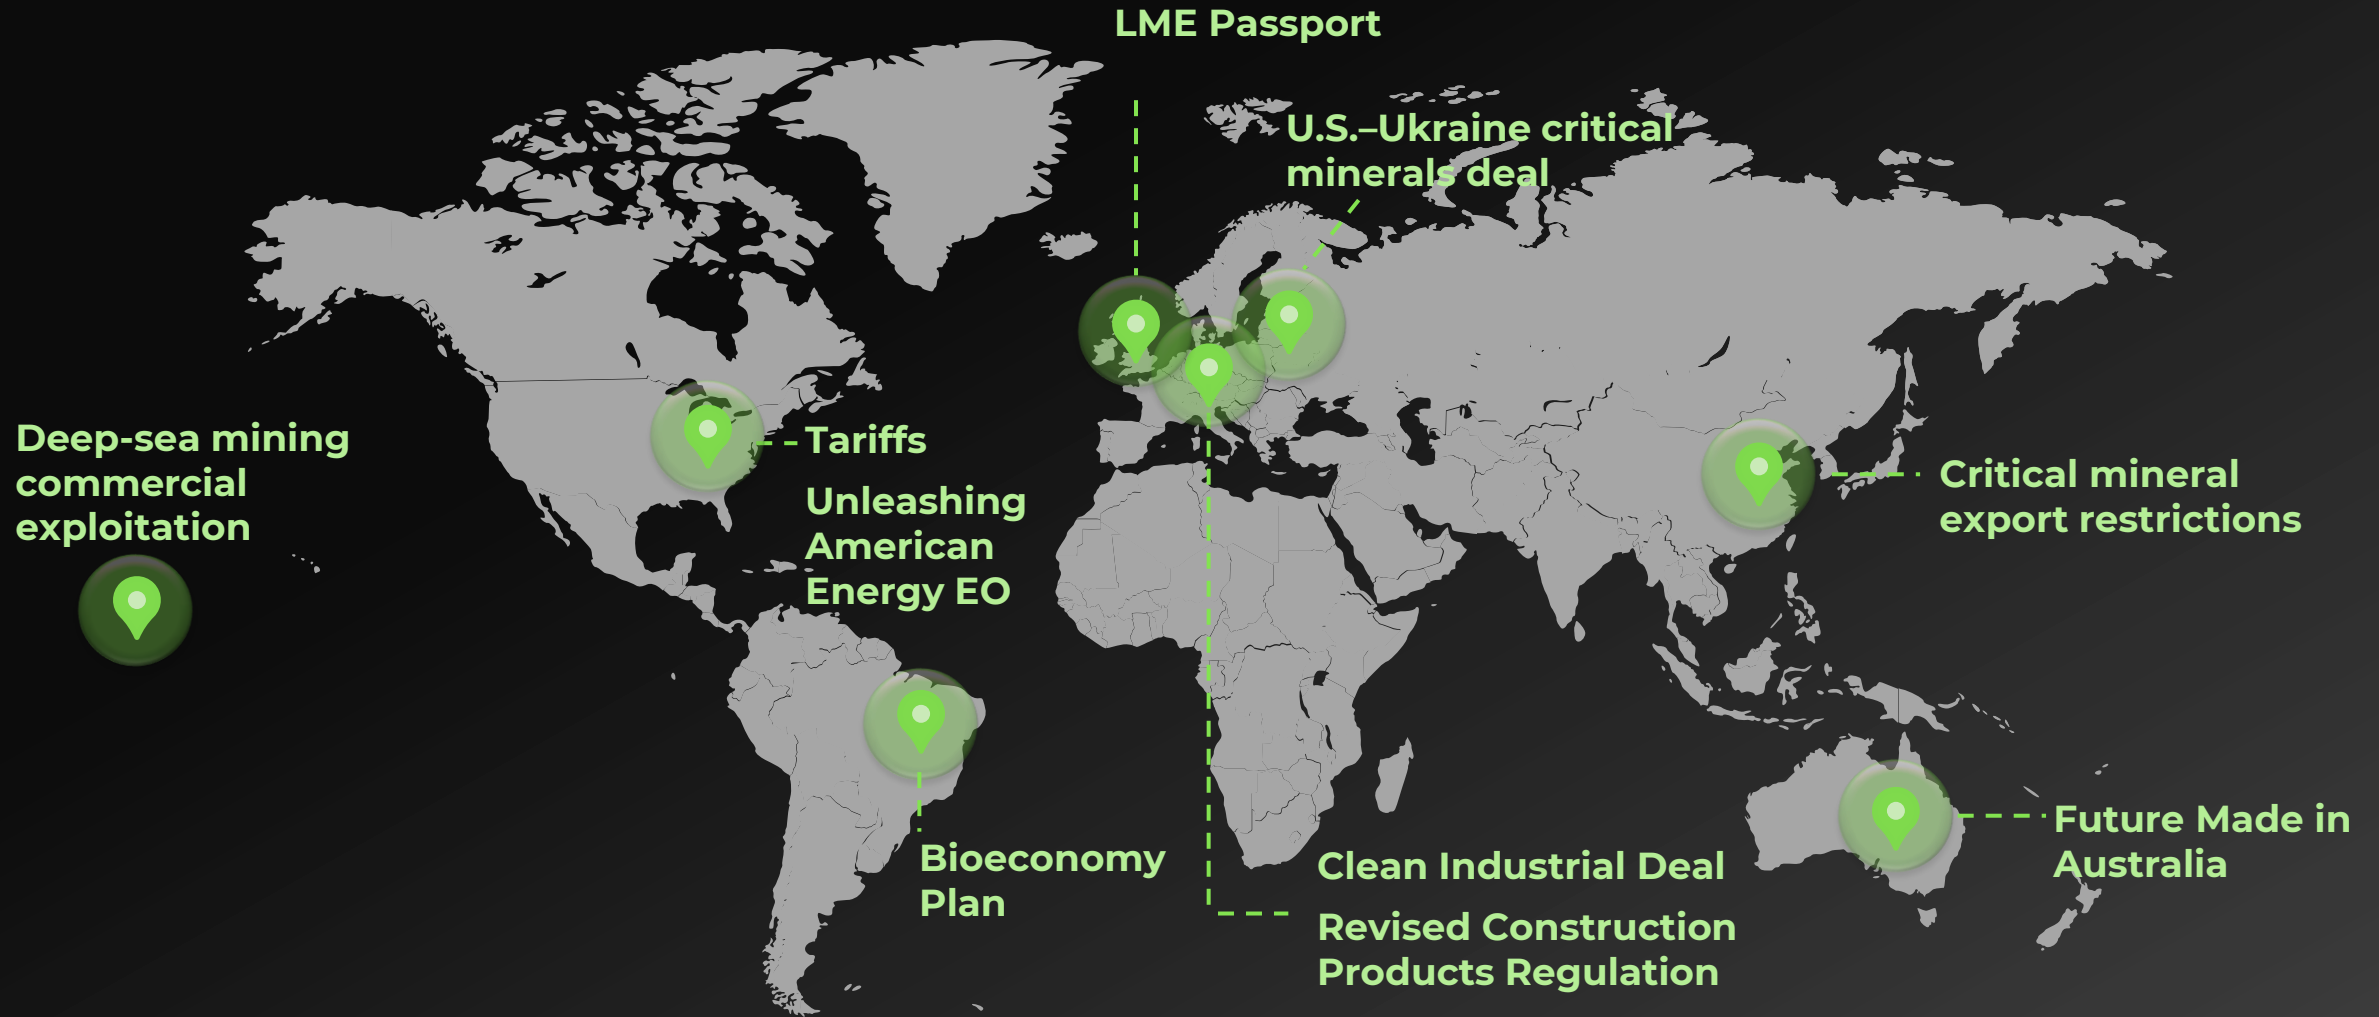 LME Passport
U.S.–Ukraine critical
minerals deal
Deep-sea mining
commercial
exploitation
Tariffs
Unleashing
American
Energy EO
Critical mineral
export restrictions
Bioeconomy
Plan
Clean Industrial Deal
Revised Construction
Products Regulation
Future Made in
Australia